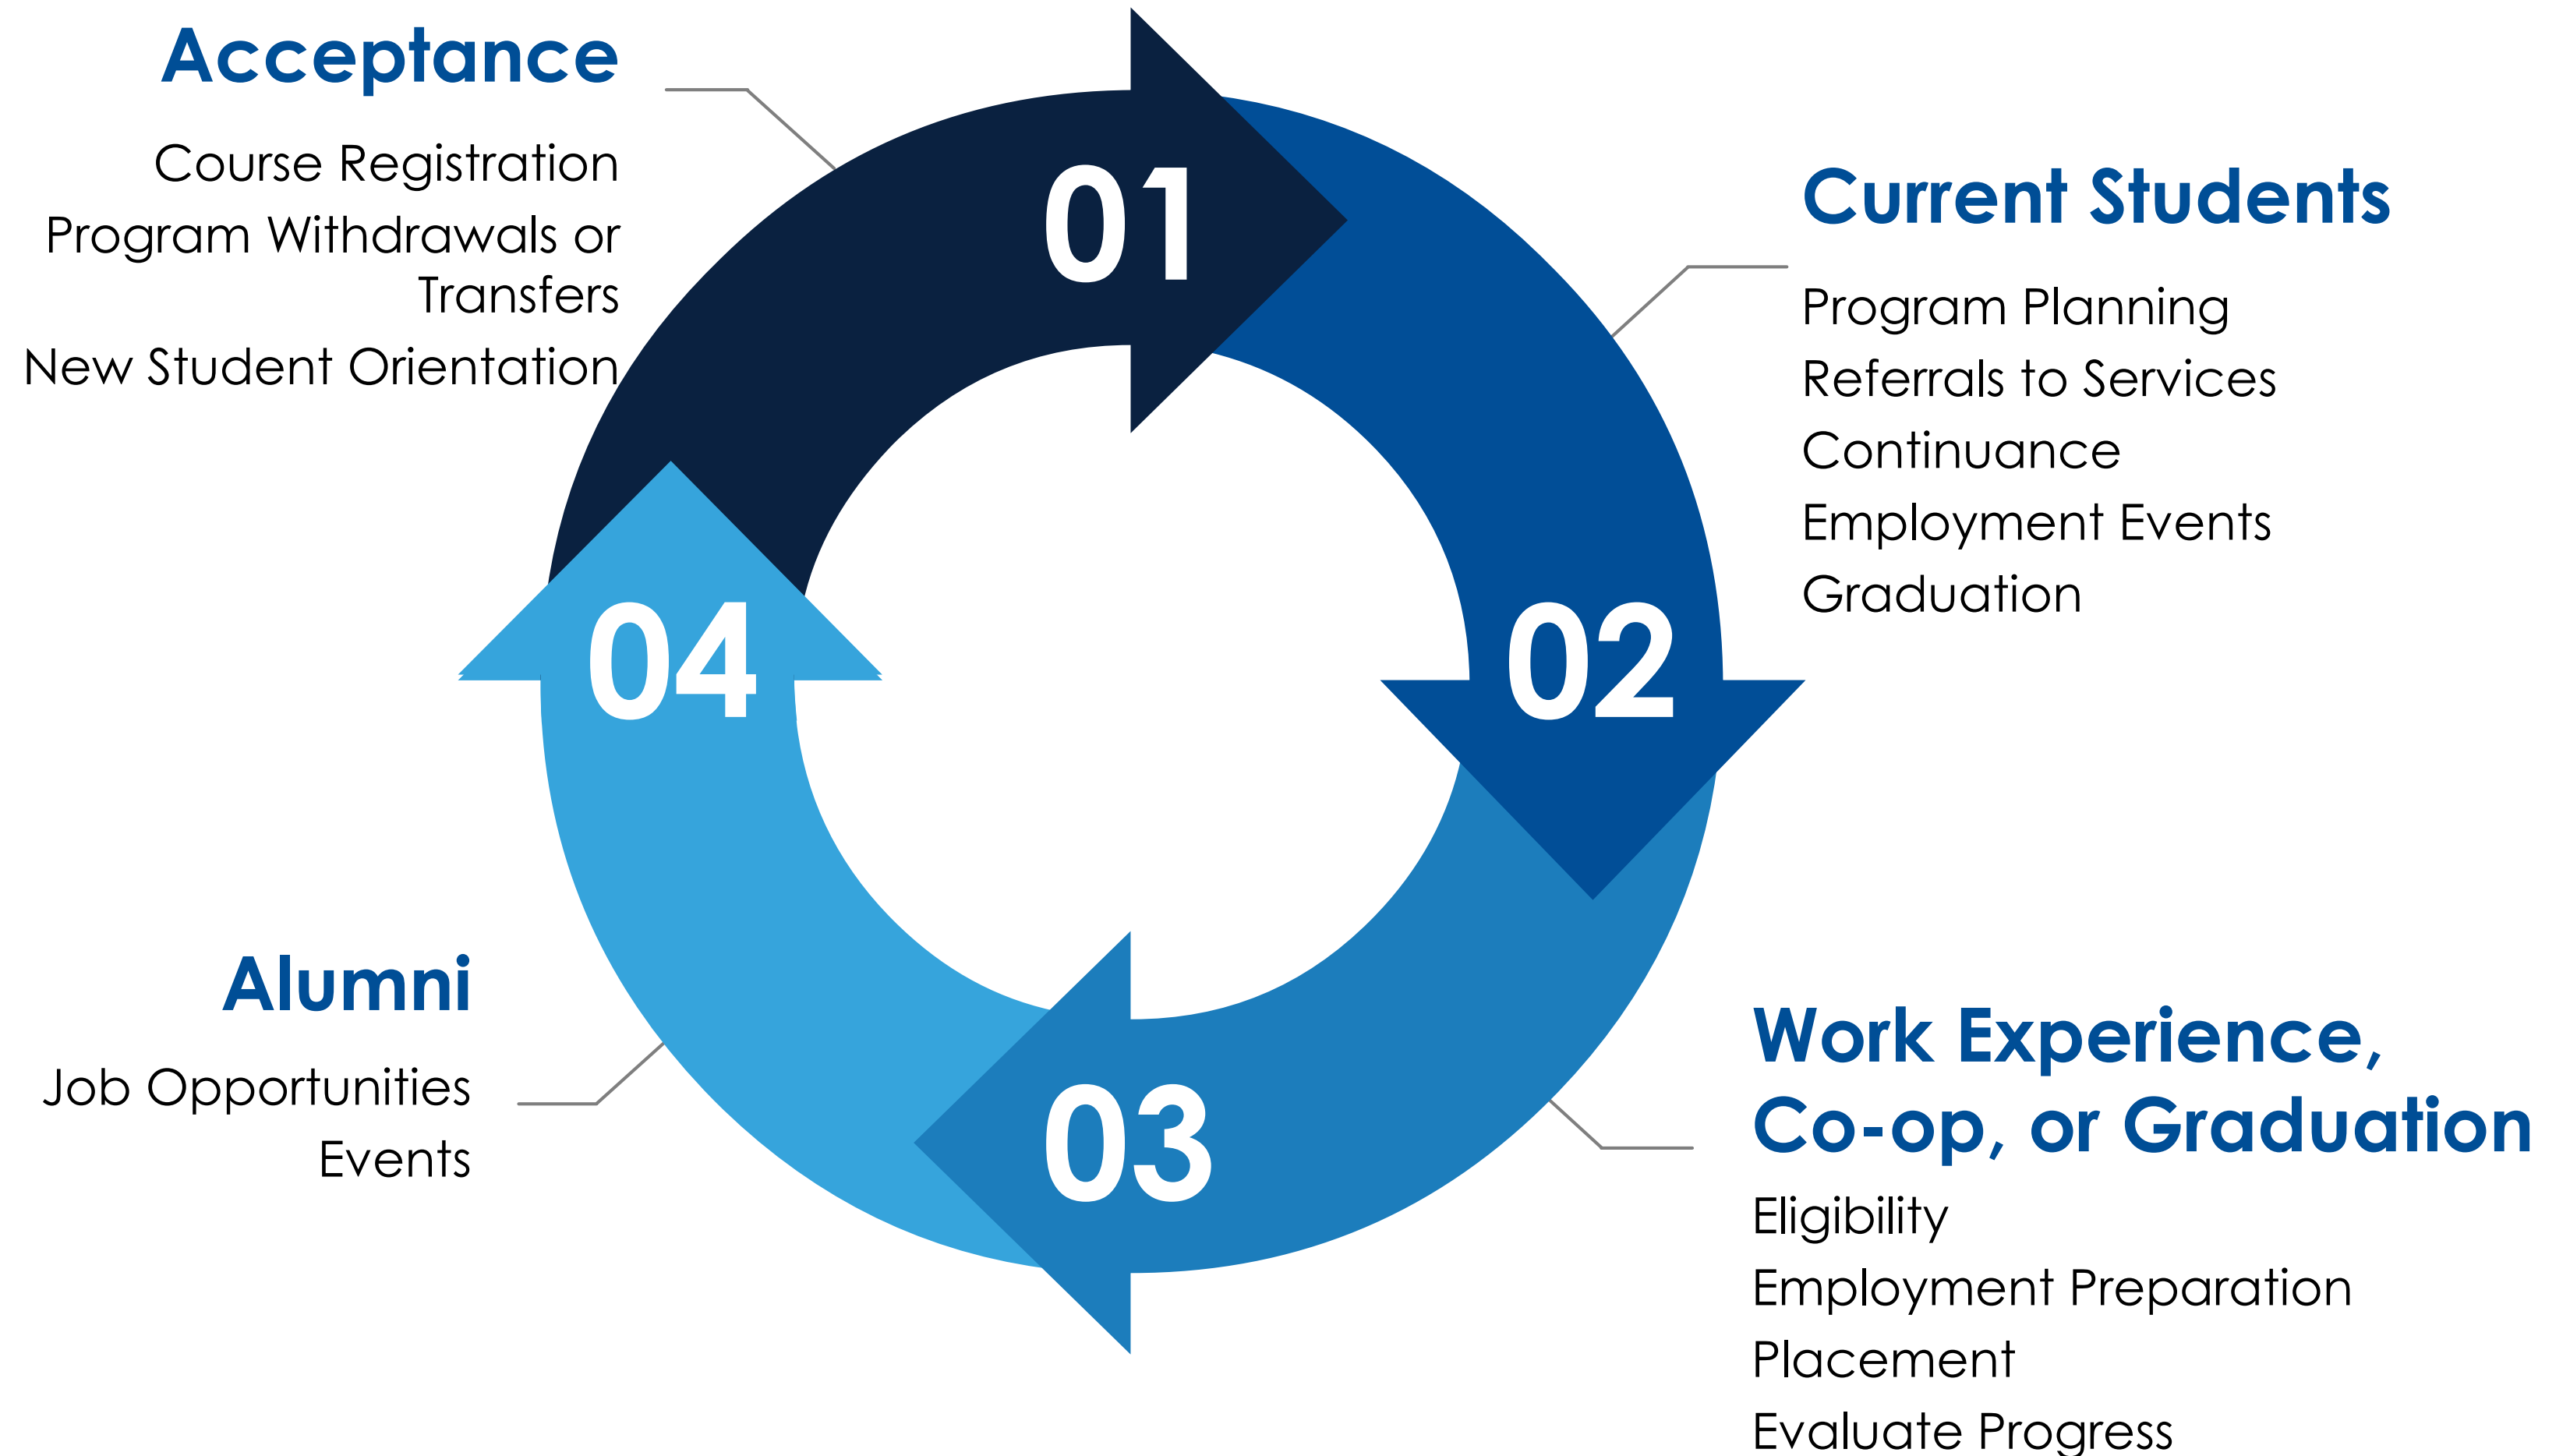 Acceptance
Course Registration
Program Withdrawals or
Transfers
New Student Orientation
01
Current Students
Program Planning
Referrals to Services
Continuance
Employment Events
Graduation
02
Work Experience,
Co-op, or Graduation
Eligibility
Employment Preparation
Placement
Evaluate Progress
03
Alumni
Job Opportunities
Events
04